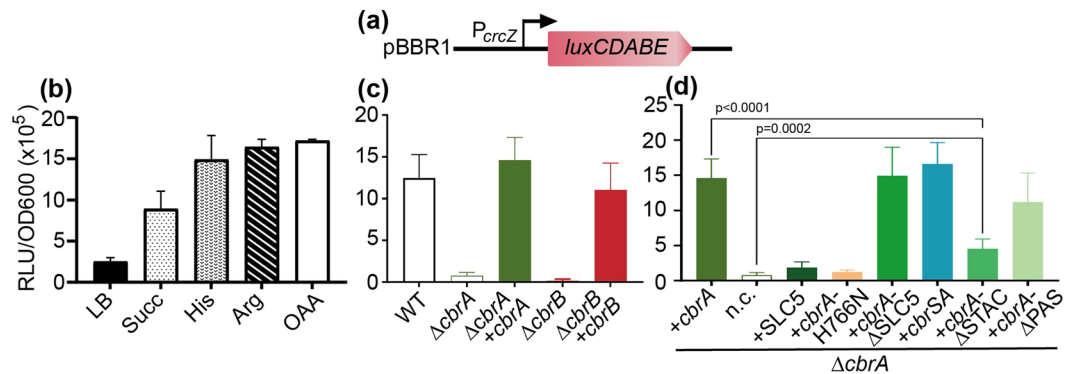 (a)
P crcZ
pBBR1 luxCDABE
(b)
RLU/OD600 (x10⁵)
25
20
15
10
5
0
LB Succ His Arg OAA
(c)
20
15
10
5
0
WT ΔcbrA ΔcbrA +cbrA ΔcbrB ΔcbrB +cbrB
(d)
25
20
15
10
5
0
p<0.0001
p=0.0002
+cbrA n.c. +SLC5 +cbrA-H766N +cbrA-ΔSLC5 +cbrSA +cbrA-ΔSTAC +cbrA-ΔPAS
ΔcbrA